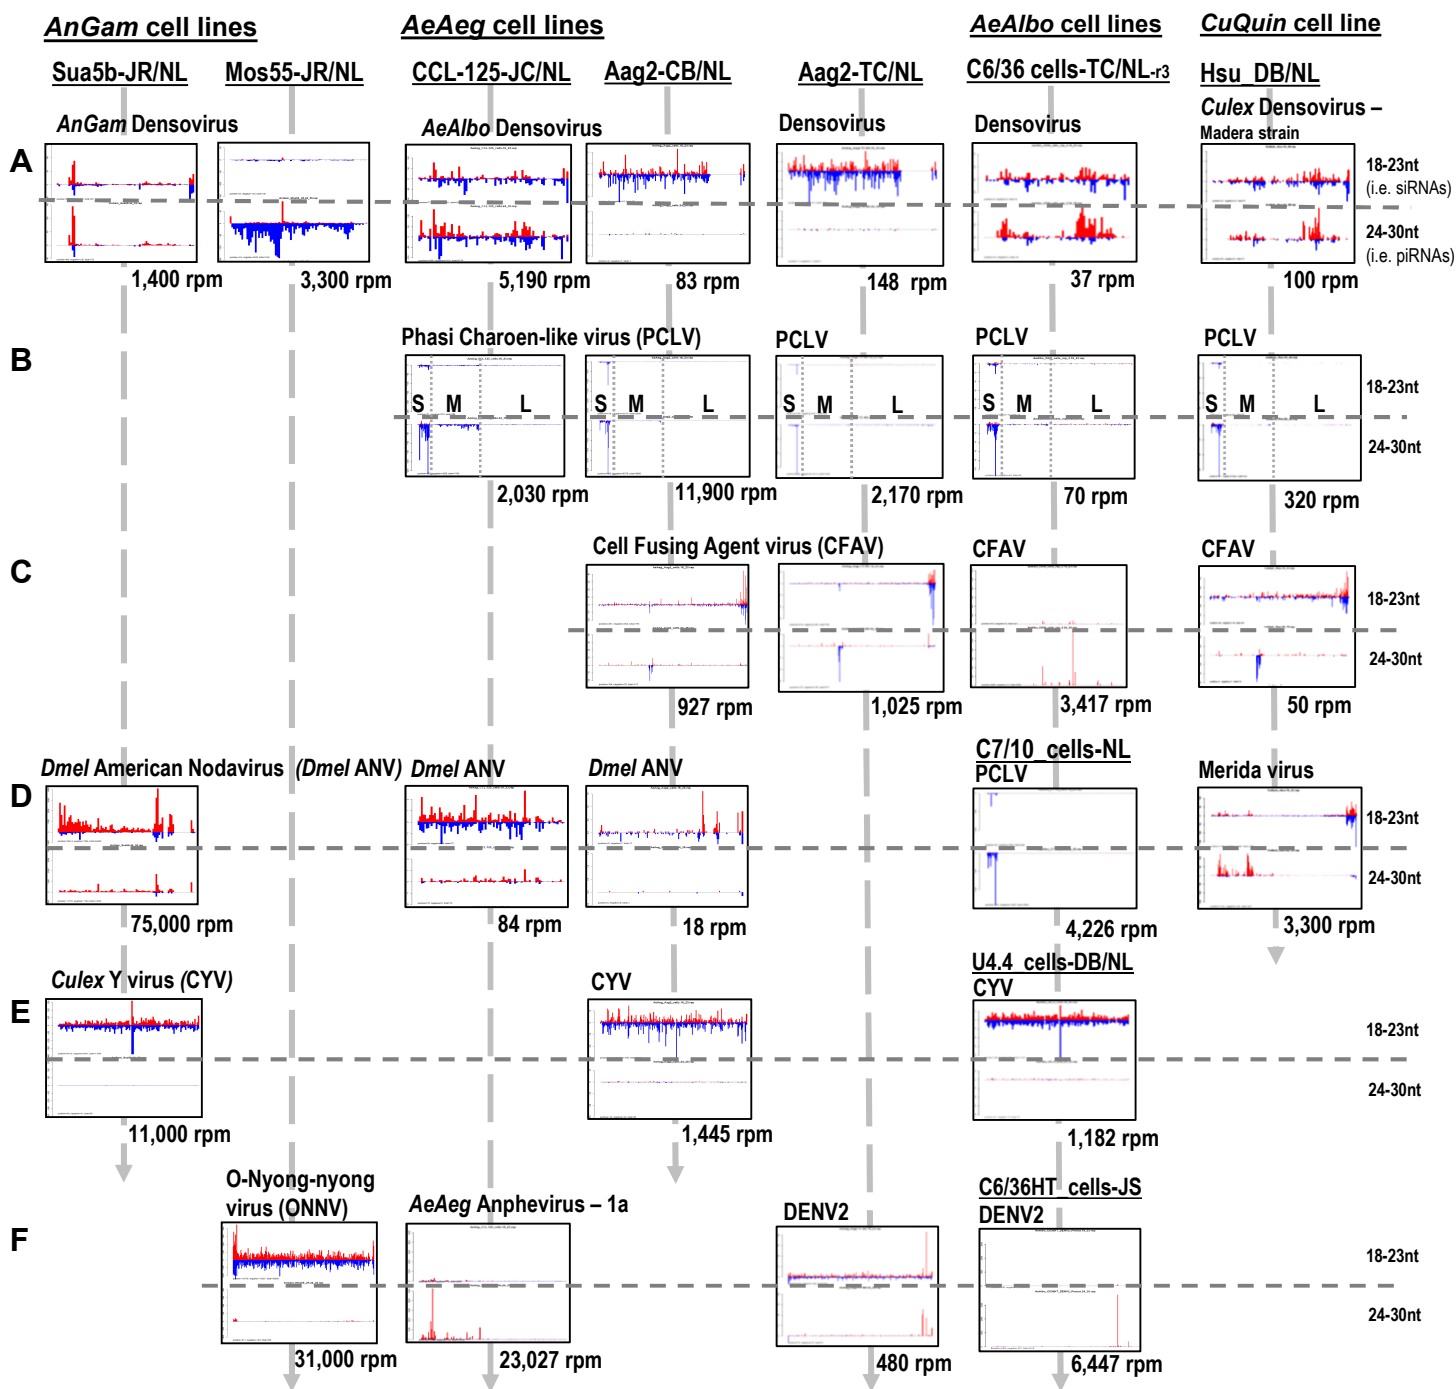 AnGam cell lines
AeAeg cell lines
AeAlbo cell lines
CuQuin cell line
Sua5b-JR/NL
Mos55-JR/NL
CCL-125-JC/NL
Aag2-CB/NL
Aag2-TC/NL
C6/36 cells-TC/NL-r3
Hsu_DB/NL
A
AnGam Densovirus
AeAlbo Densovirus
Densovirus
Densovirus
Culex Densovirus –
Madera strain
18-23nt
(i.e. siRNAs)
24-30nt
(i.e. piRNAs)
1,400 rpm
3,300 rpm
5,190 rpm
83 rpm
148 rpm
37 rpm
100 rpm
B
Phasi Charoen-like virus (PCLV)
PCLV
PCLV
PCLV
S M L
S M L
S M L
S M L
S M L
18-23nt
24-30nt
2,030 rpm
11,900 rpm
2,170 rpm
70 rpm
320 rpm
C
Cell Fusing Agent virus (CFAV)
CFAV
CFAV
18-23nt
24-30nt
927 rpm
1,025 rpm
3,417 rpm
50 rpm
D
Dmel American Nodavirus (Dmel ANV)
Dmel ANV
Dmel ANV
C7/10_cells-NL
PCLV
Merida virus
18-23nt
24-30nt
75,000 rpm
84 rpm
18 rpm
4,226 rpm
3,300 rpm
E
Culex Y virus (CYV)
CYV
U4.4_cells-DB/NL
CYV
18-23nt
24-30nt
11,000 rpm
1,445 rpm
1,182 rpm
F
O-Nyong-nyong
virus (ONNV)
AeAeg Anphevirus – 1a
DENV2
C6/36HT_cells-JS
DENV2
18-23nt
24-30nt
31,000 rpm
23,027 rpm
480 rpm
6,447 rpm